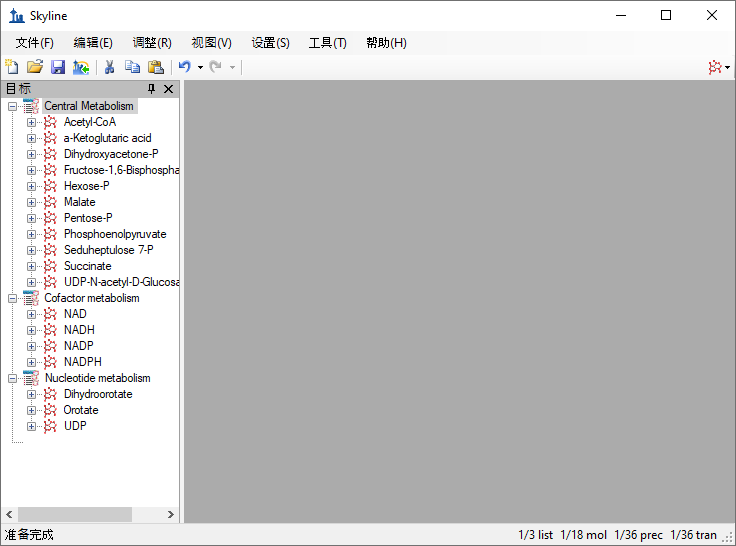 Skyline
文件(F) 编辑(E) 调整(R) 视图(V) 设置(S) 工具(T) 帮助(H)
目标
Central Metabolism
Acetyl-CoA
a-Ketoglutaric acid
Dihydroxyacetone-P
Fructose-1,6-Bisphospha
Hexose-P
Malate
Pentose-P
Phosphoenolpyruvate
Seduheptulose 7-P
Succinate
UDP-N-acetyl-D-Glucosa
Cofactor metabolism
NAD
NADH
NADP
NADPH
Nucleotide metabolism
Dihydroorotate
Orotate
UDP
准备完成 1/3 list 1/18 mol 1/36 prec 1/36 tran